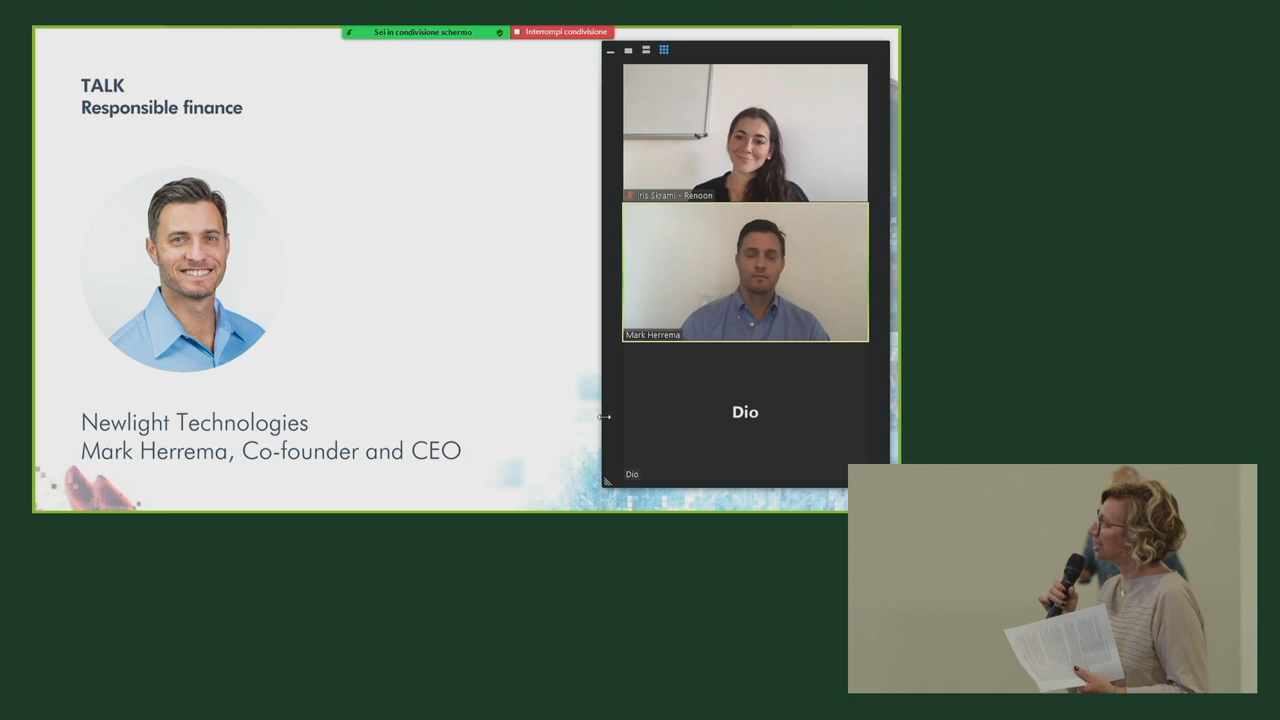 Sei in condivisione schermo
Interrompi condivisione
TALK
Responsible finance
Iris Skrami - Renoon
Mark Herrema
Dio
Dio
Newlight Technologies
Mark Herrema, Co-founder and CEO